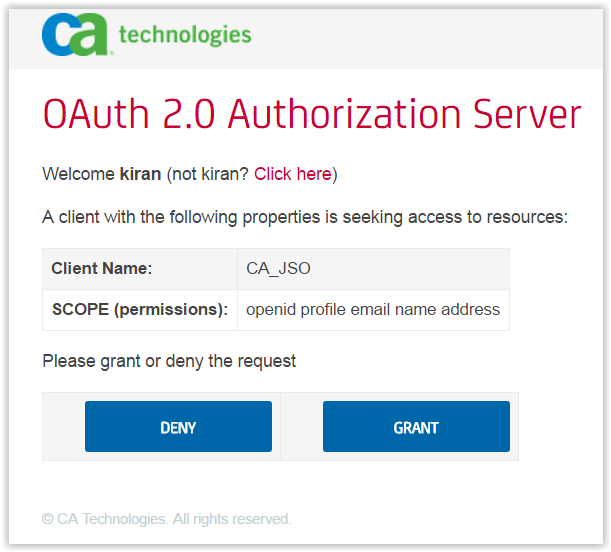 ca technologies
OAuth 2.0 Authorization Server
Welcome kiran (not kiran? Click here)
A client with the following properties is seeking access to resources:
Client Name: CA_JSO
SCOPE (permissions): openid profile email name address
Please grant or deny the request
DENY GRANT
© CA Technologies. All rights reserved.